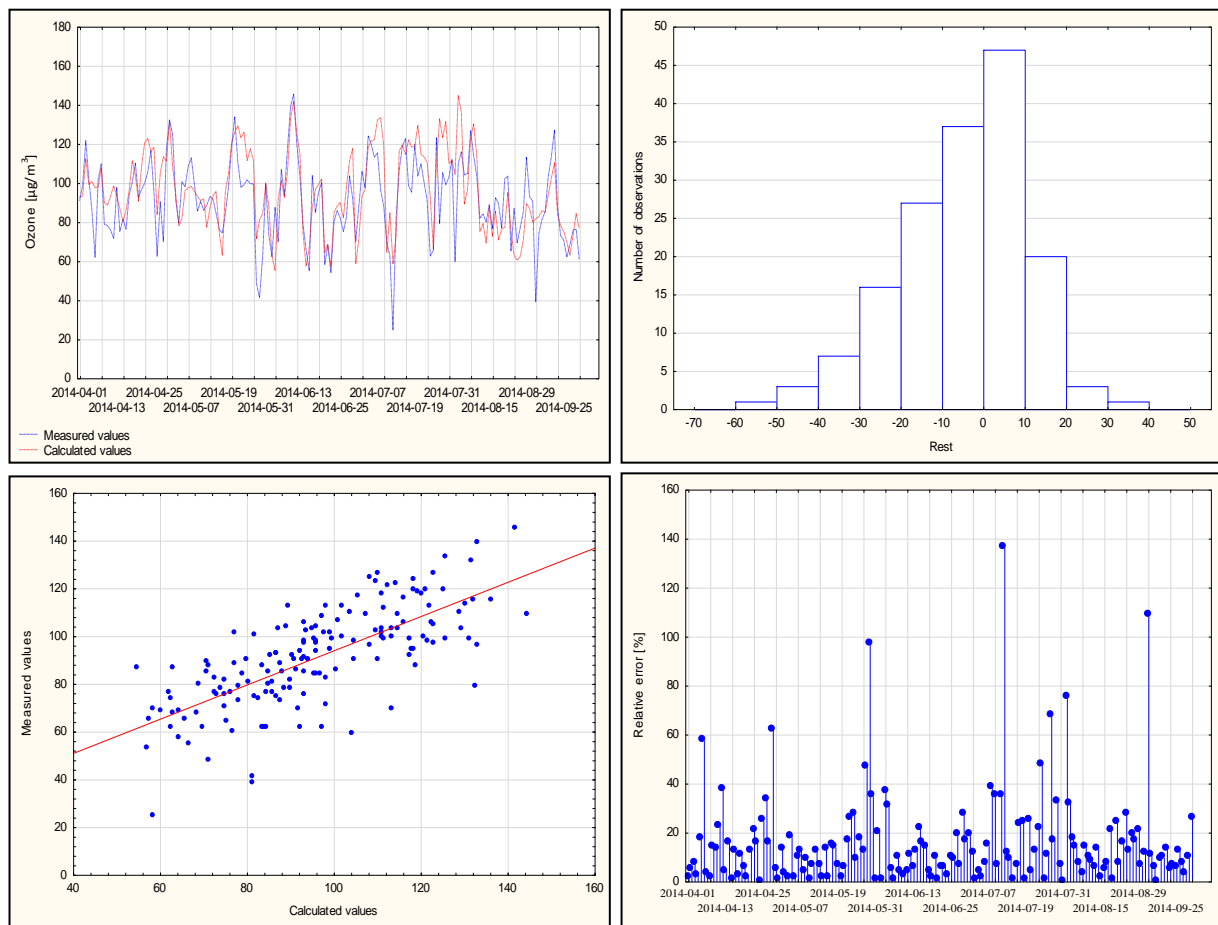 180
160
140
120
100
80
60
40
20
0
Ozone [µg/m³]
2014-04-01 2014-04-25 2014-05-19 2014-06-13 2014-07-07 2014-07-31 2014-08-29
2014-04-13 2014-05-07 2014-05-31 2014-06-25 2014-07-19 2014-08-15 2014-09-25
Measured values
Calculated values
50
45
40
35
30
25
20
15
10
5
0
Number of observations
-70 -60 -50 -40 -30 -20 -10 0 10 20 30 40 50
Rest
160
140
120
100
80
60
40
20
0
Measured values
40 60 80 100 120 140 160
Calculated values
160
140
120
100
80
60
40
20
0
Relative error [%]
2014-04-01 2014-04-25 2014-05-19 2014-06-13 2014-07-07 2014-07-31 2014-08-29
2014-04-13 2014-05-07 2014-05-31 2014-06-25 2014-07-19 2014-08-15 2014-09-25